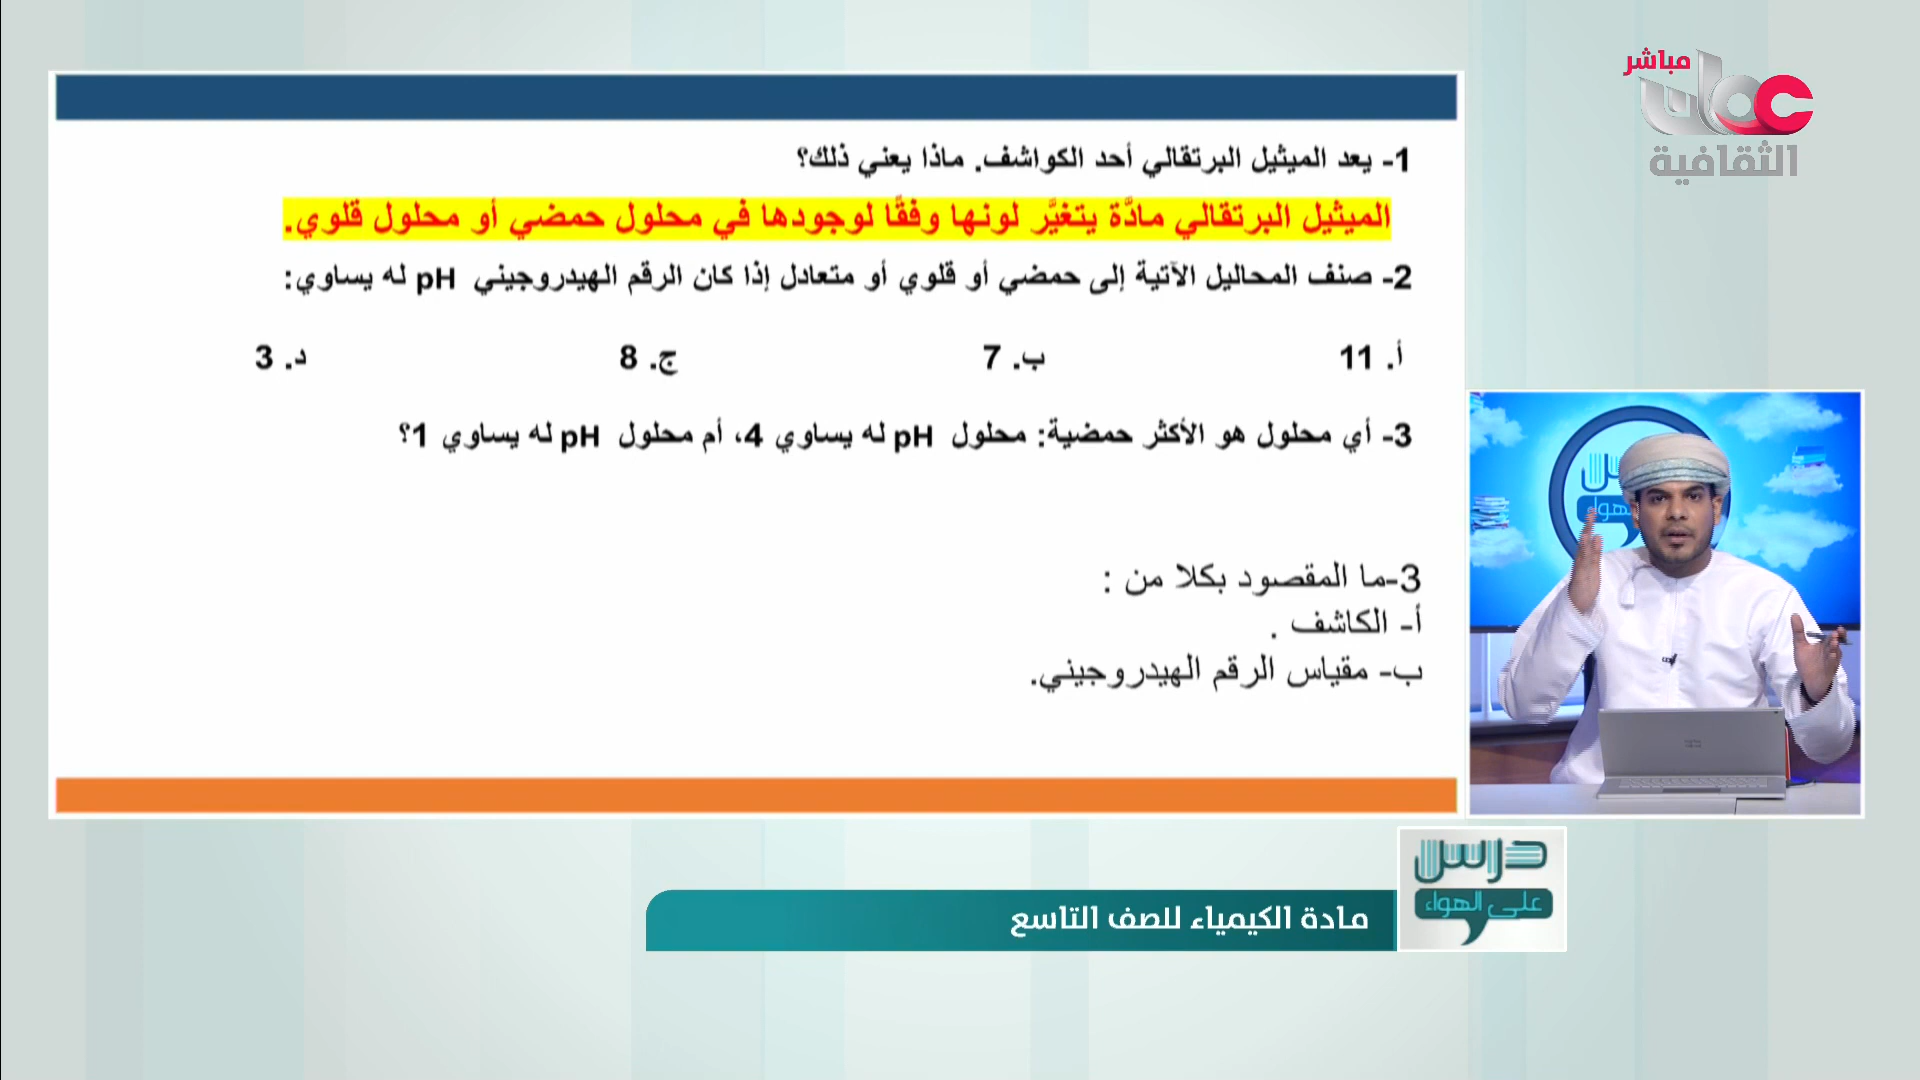 مباشر
عمان
الثقافية
1- يعد الميثيل البرتقالي أحد الكواشف. ماذا يعني ذلك؟
الميثيل البرتقالي مادَّة يتغيَّر لونها وفقًا لوجودها في محلول حمضي أو محلول قلوي.
2- صنف المحاليل الآتية إلى حمضي أو قلوي أو متعادل إذا كان الرقم الهيدروجيني pH له يساوي:
أ. 11 ب. 7 ج. 8 د. 3
3- أي محلول هو الأكثر حمضية: محلول pH له يساوي 4، أم محلول pH له يساوي 1؟
3-ما المقصود بكلا من :
أ- الكاشف .
ب- مقياس الرقم الهيدروجيني.
درس
على الهواء
مادة الكيمياء للصف التاسع